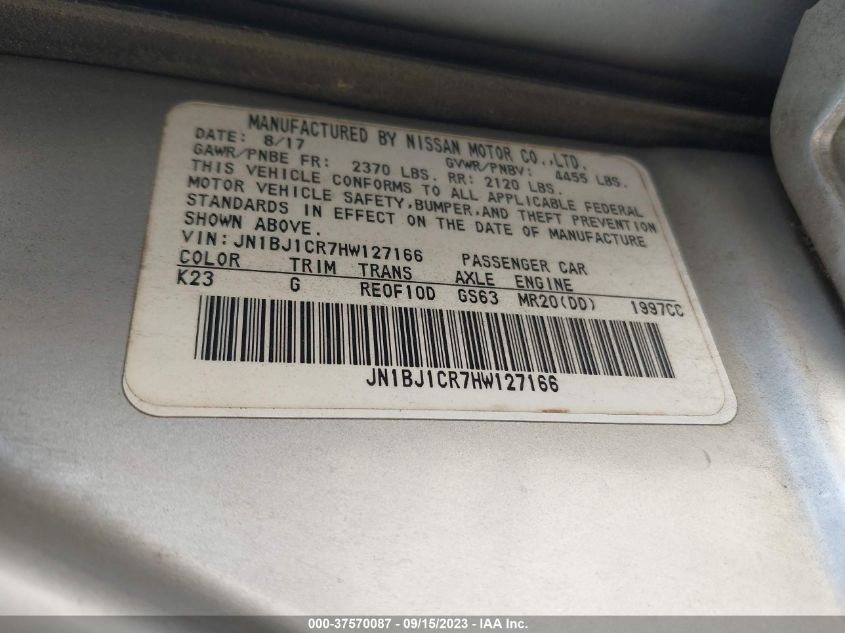 MANUFACTURED BY NISSAN MOTOR CO.,LTD.
DATE: 8/17 GVWR/PNBV: 4455 LBS.
GAWR/PNBE FR: 2370 LBS. RR: 2120 LBS.
THIS VEHICLE CONFORMS TO ALL APPLICABLE FEDERAL
MOTOR VEHICLE SAFETY,BUMPER,AND THEFT PREVENTION
STANDARDS IN EFFECT ON THE DATE OF MANUFACTURE
SHOWN ABOVE.
VIN:JN1BJ1CR7HW127166 PASSENGER CAR
COLOR TRIM TRANS AXLE ENGINE
K23 G RE0F10D GS63 MR20(DD) 1997CC
JN1BJ1CR7HW127166
000-37570087 - 09/15/2023 - IAA Inc.